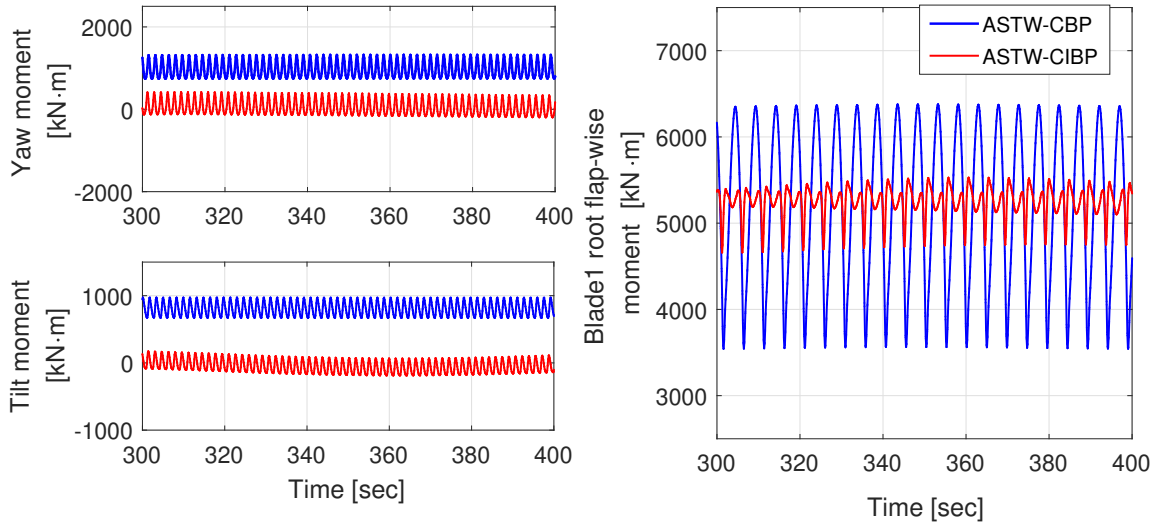 Yaw moment
[kN·m]
2000
0
-2000
300
320
340
360
380
400
Tilt moment
[kN·m]
1000
0
-1000
300
320
340
360
380
400
Time [sec]
Blade1 root flap-wise
moment [kN·m]
7000
6000
5000
4000
3000
ASTW-CBP
ASTW-CIBP
300
320
340
360
380
400
Time [sec]